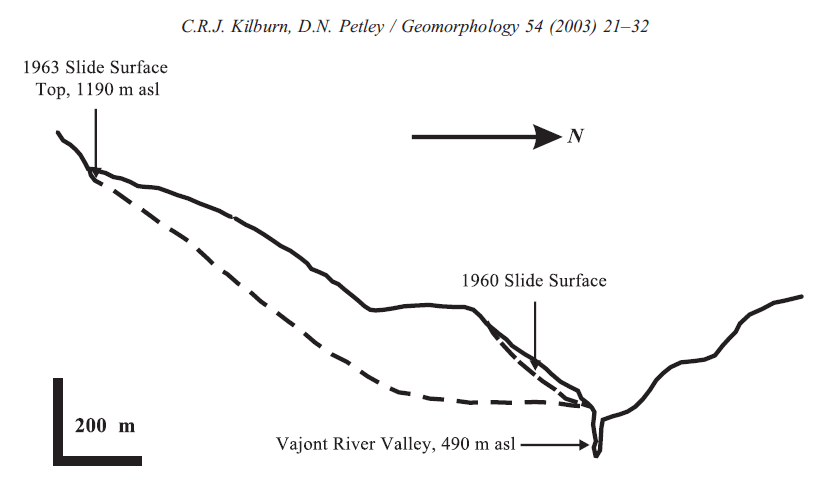 C.R.J. Kilburn, D.N. Petley / Geomorphology 54 (2003) 21–32
1963 Slide Surface
Top, 1190 m asl
N
1960 Slide Surface
200 m
Vajont River Valley, 490 m asl